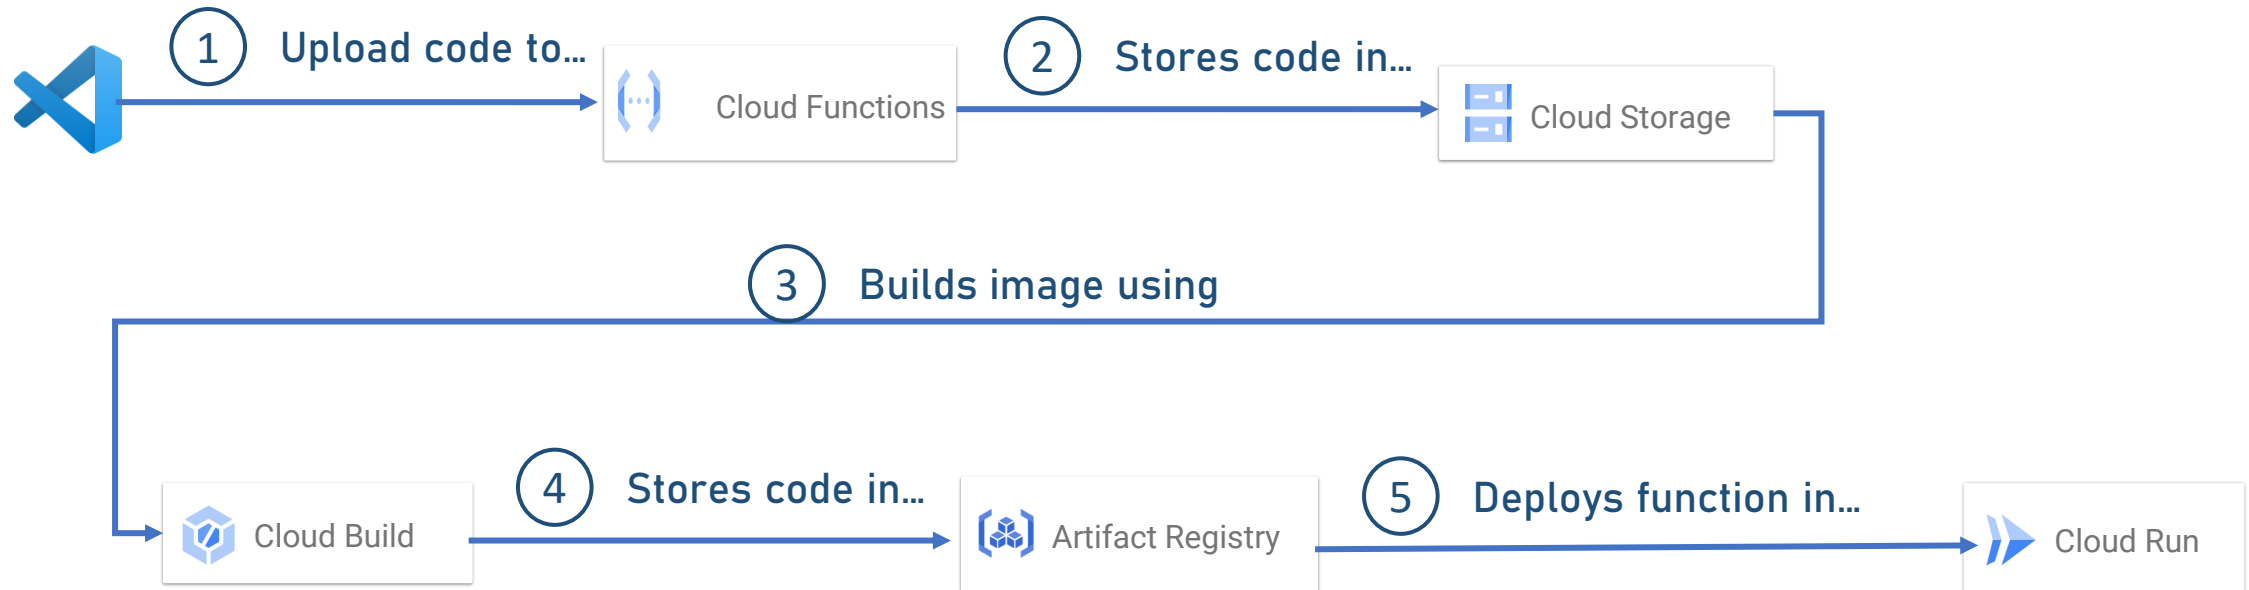 1 Upload code to...
Cloud Functions
2 Stores code in...
Cloud Storage
3 Builds image using
Cloud Build
4 Stores code in...
Artifact Registry
5 Deploys function in...
Cloud Run